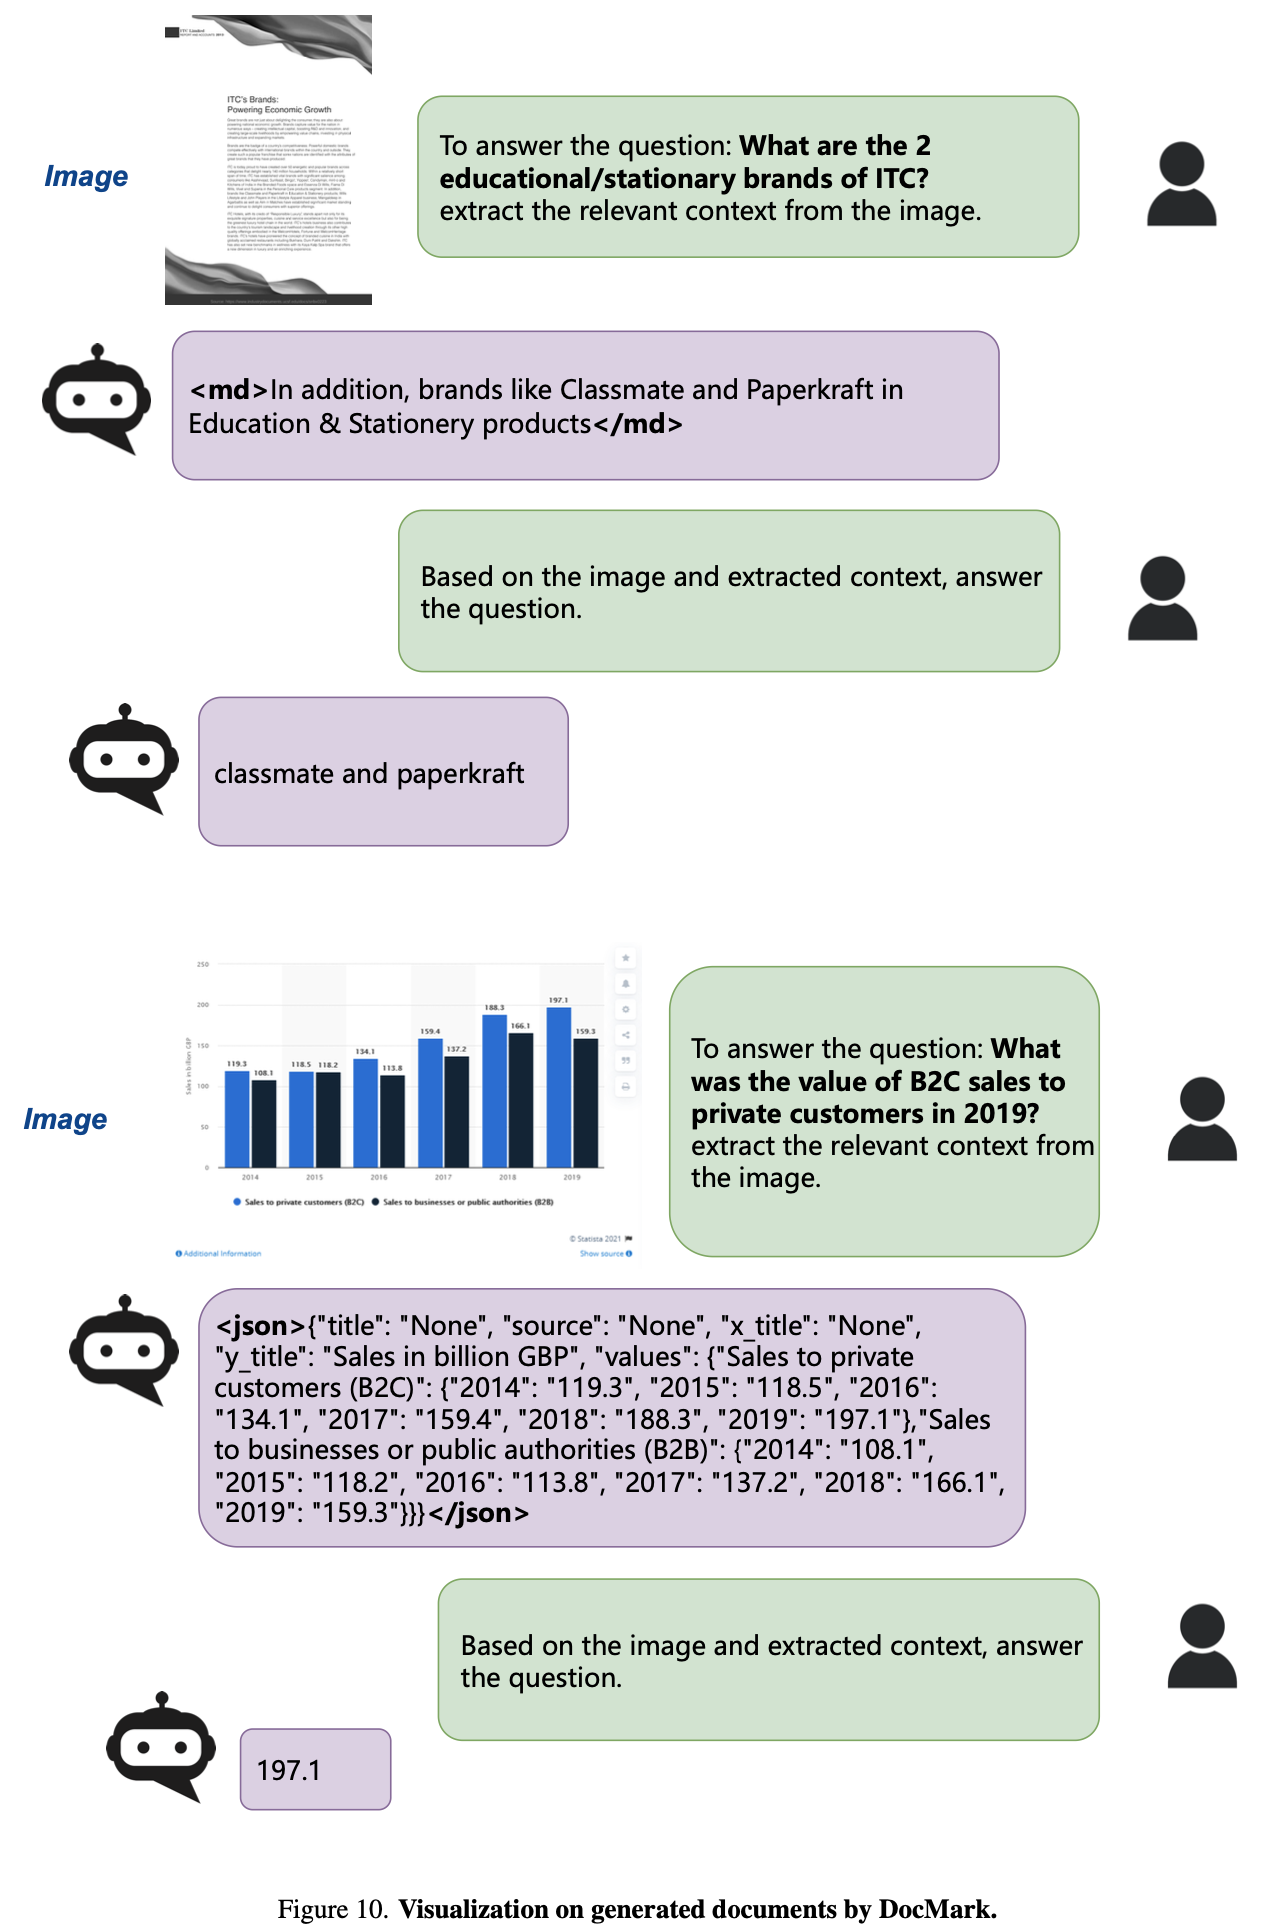 ITC Limited
REPORT AND ACCOUNTS 2013
ITC's Brands:
Powering Economic Growth
Image
To answer the question: What are the 2
educational/stationary brands of ITC?
extract the relevant context from the image.
<md>In addition, brands like Classmate and Paperkraft in
Education & Stationery products</md>
Based on the image and extracted context, answer
the question.
classmate and paperkraft
Image
Sales in billion GBP
250
200
150
100
50
0
119.3
108.1
118.5
118.2
134.1
113.8
159.4
137.2
188.3
166.1
197.1
159.3
2014
2015
2016
2017
2018
2019
Sales to private customers (B2C)
Sales to businesses or public authorities (B2B)
© Statista 2021
Additional Information
Show source
To answer the question: What
was the value of B2C sales to
private customers in 2019?
extract the relevant context from
the image.
<json>{"title": "None", "source": "None", "x_title": "None",
"y_title": "Sales in billion GBP", "values": {"Sales to private
customers (B2C)": {"2014": "119.3", "2015": "118.5", "2016":
"134.1", "2017": "159.4", "2018": "188.3", "2019": "197.1"},"Sales
to businesses or public authorities (B2B)": {"2014": "108.1",
"2015": "118.2", "2016": "113.8", "2017": "137.2", "2018": "166.1",
"2019": "159.3"}}}</json>
Based on the image and extracted context, answer
the question.
197.1
Figure 10. Visualization on generated documents by DocMark.